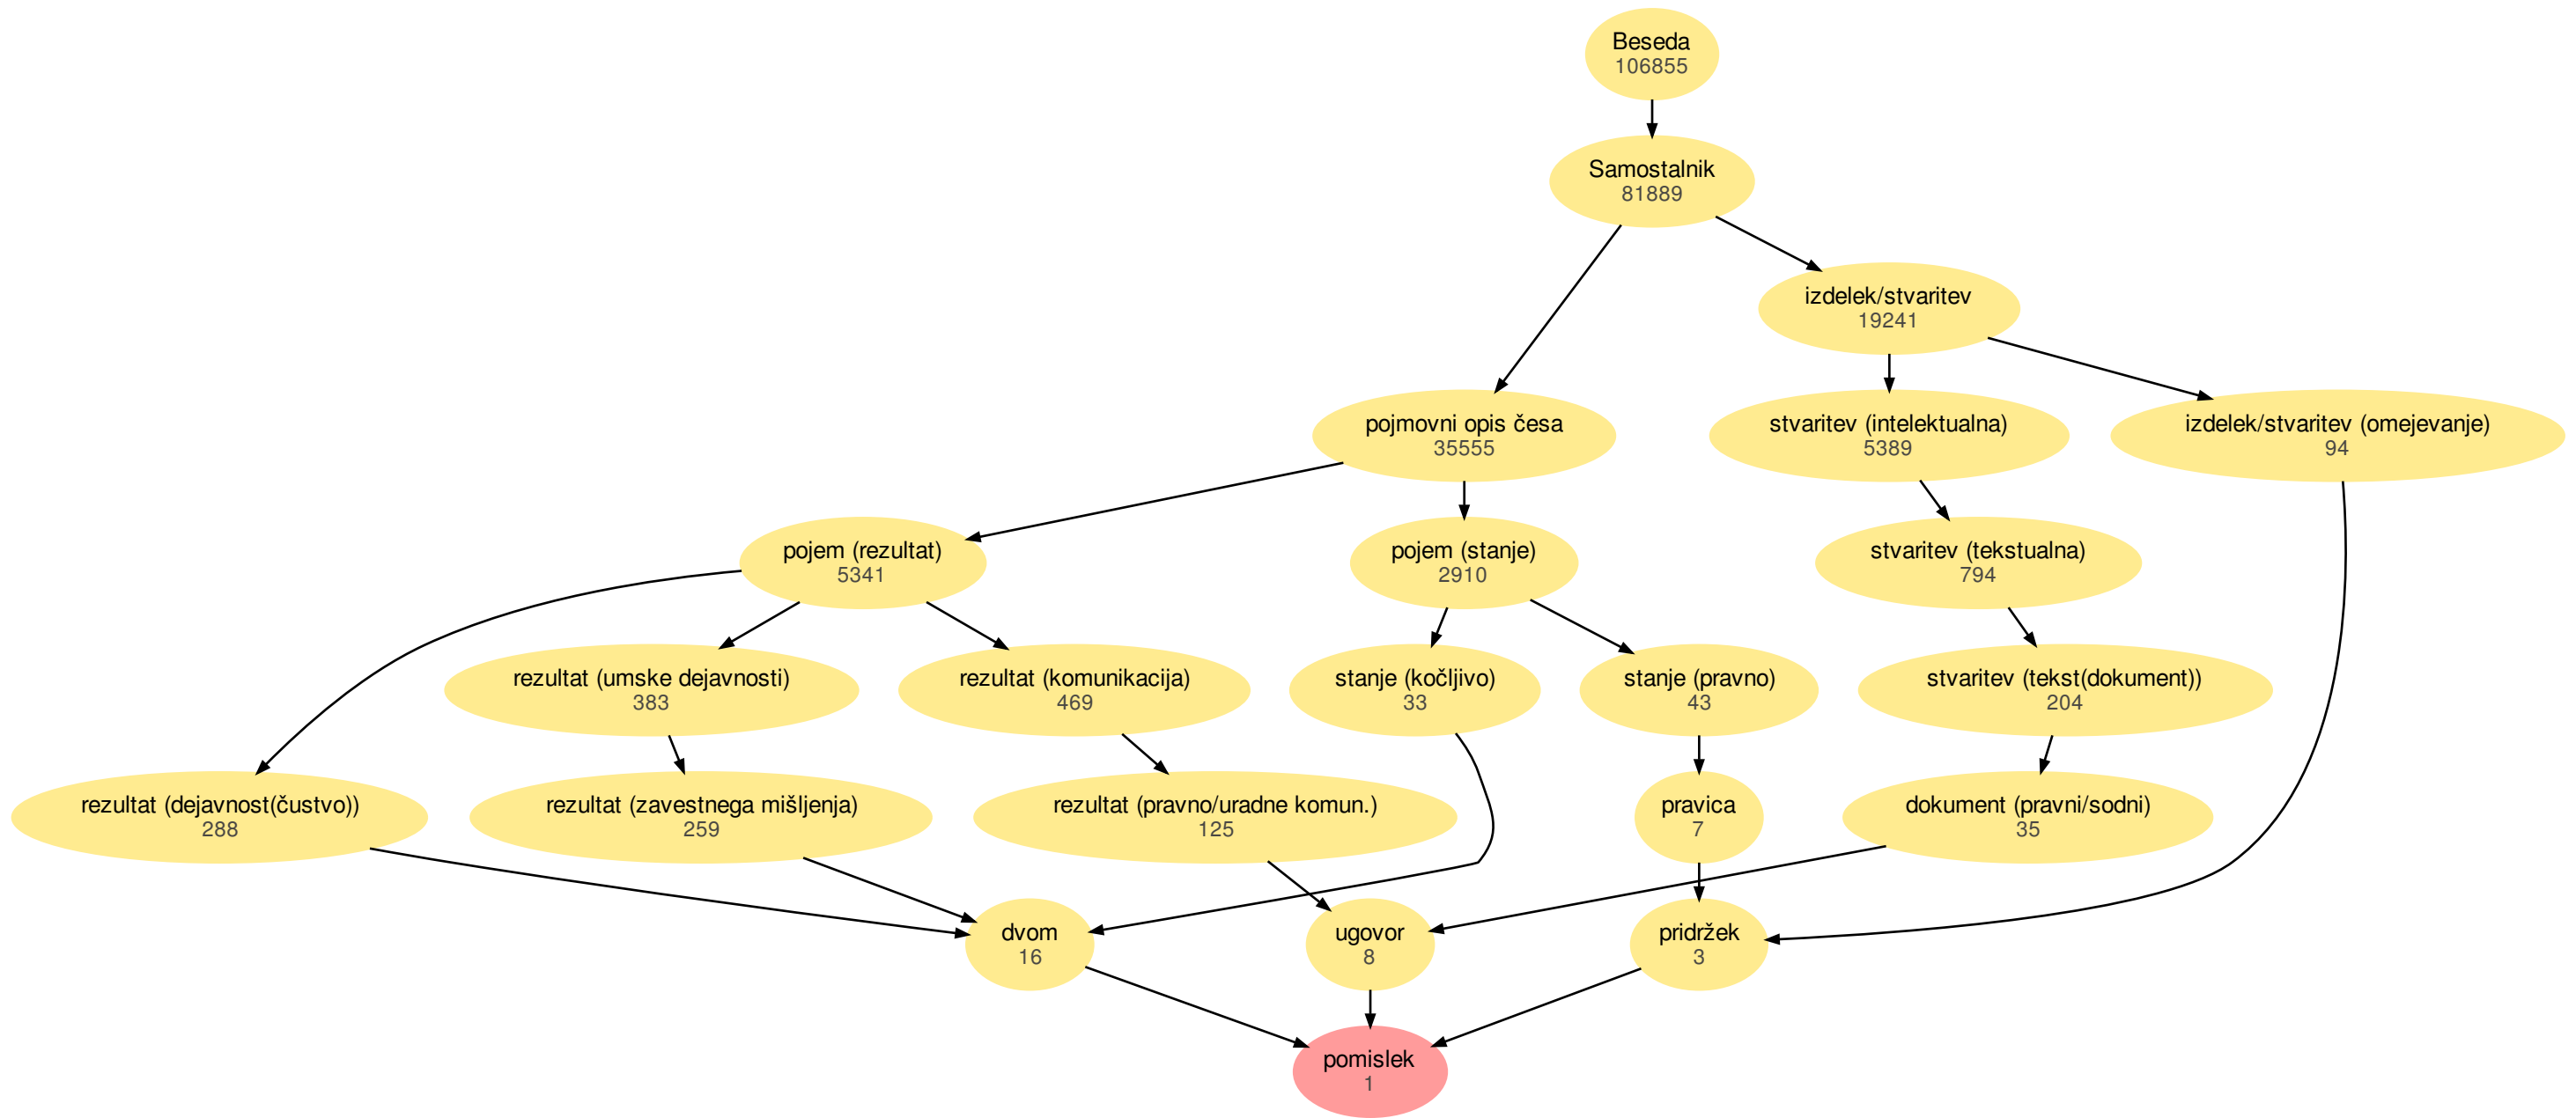 Beseda
106855
Samostalnik
81889
izdelek/stvaritev
19241
pojmovni opis česa
35555
stvaritev (intelektualna)
5389
izdelek/stvaritev (omejevanje)
94
pojem (rezultat)
5341
pojem (stanje)
2910
stvaritev (tekstualna)
794
rezultat (umske dejavnosti)
383
rezultat (komunikacija)
469
stanje (kočljivo)
33
stanje (pravno)
43
stvaritev (tekst(dokument))
204
rezultat (dejavnost(čustvo))
288
rezultat (zavestnega mišljenja)
259
rezultat (pravno/uradne komun.)
125
pravica
7
dokument (pravni/sodni)
35
dvom
16
ugovor
8
pridržek
3
pomislek
1